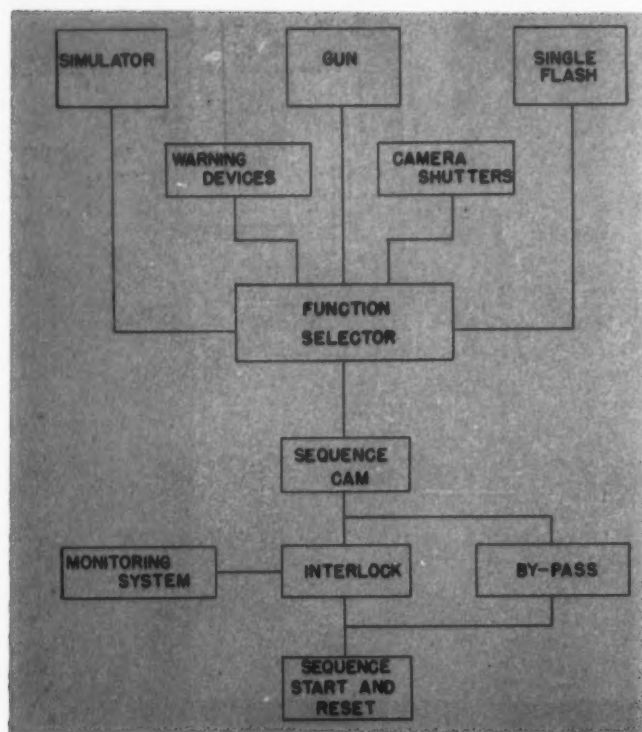 SIMULATOR
GUN
SINGLE
FLASH
WARNING
DEVICES
CAMERA
SHUTTERS
FUNCTION
SELECTOR
SEQUENCE
CAM
MONITORING
SYSTEM
INTERLOCK
BY-PASS
SEQUENCE
START AND
RESET